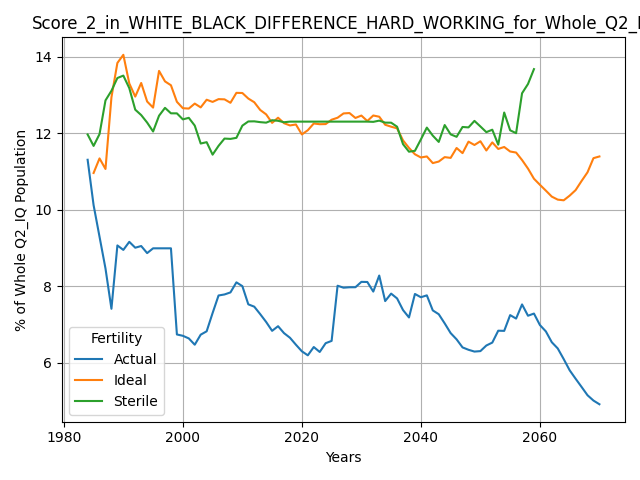 Score_2_in_WHITE_BLACK_DIFFERENCE_HARD_WORKING_for_Whole_Q2_I
14
12
10
8
6
% of Whole Q2_IQ Population
Fertility
Actual
Ideal
Sterile
1980
2000
2020
2040
2060
Years